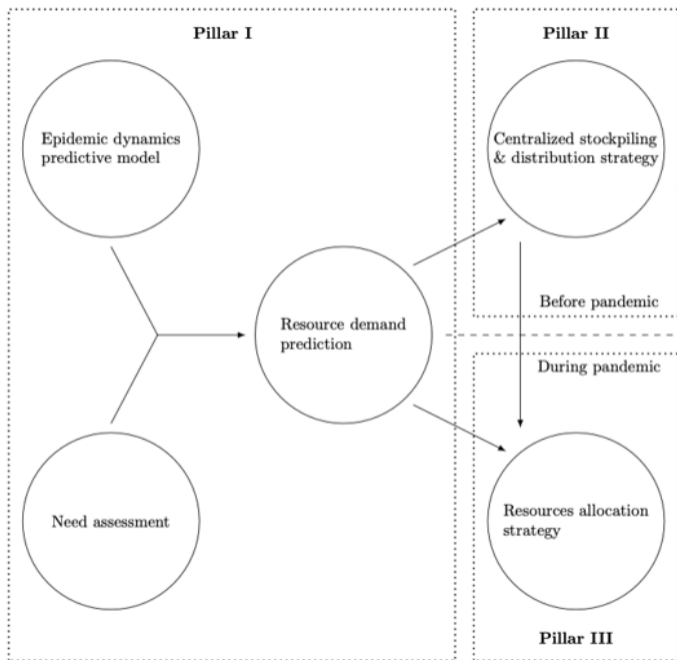 Pillar I
Epidemic dynamics
predictive model
Resource demand
prediction
Need assessment
Pillar II
Centralized stockpiling
& distribution strategy
Before pandemic
During pandemic
Resources allocation
strategy
Pillar III